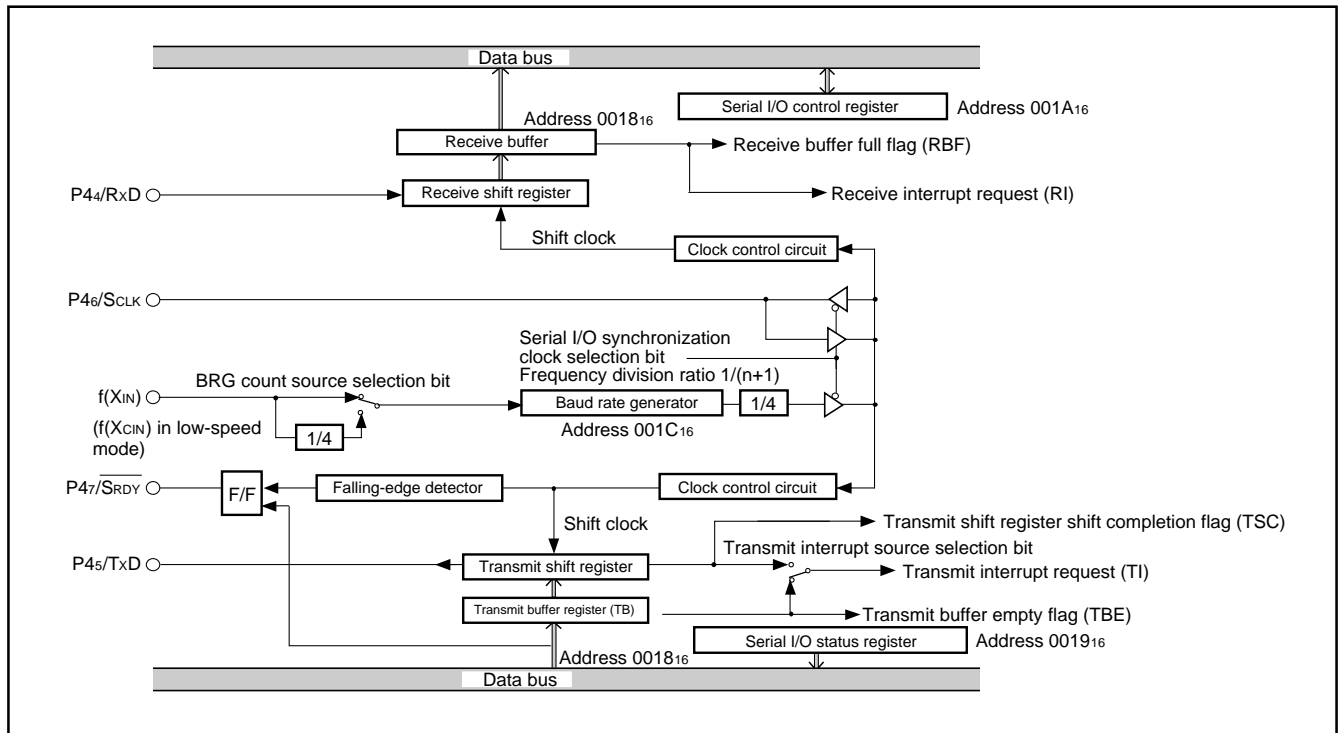 Data bus
Serial I/O control register
Address 001A16
Address 001816
Receive buffer
Receive buffer full flag (RBF)
P44/RXD
Receive shift register
Receive interrupt request (RI)
Shift clock
Clock control circuit
P46/SCLK
Serial I/O synchronization
clock selection bit
Frequency division ratio 1/(n+1)
BRG count source selection bit
f(XIN)
Baud rate generator
1/4
Address 001C16
(f(XCIN) in low-speed
mode)
1/4
P47/SRDY
F/F
Falling-edge detector
Clock control circuit
Shift clock
Transmit shift register shift completion flag (TSC)
Transmit interrupt source selection bit
P45/TXD
Transmit shift register
Transmit interrupt request (TI)
Transmit buffer register (TB)
Transmit buffer empty flag (TBE)
Serial I/O status register
Address 001916
Address 001816
Data bus